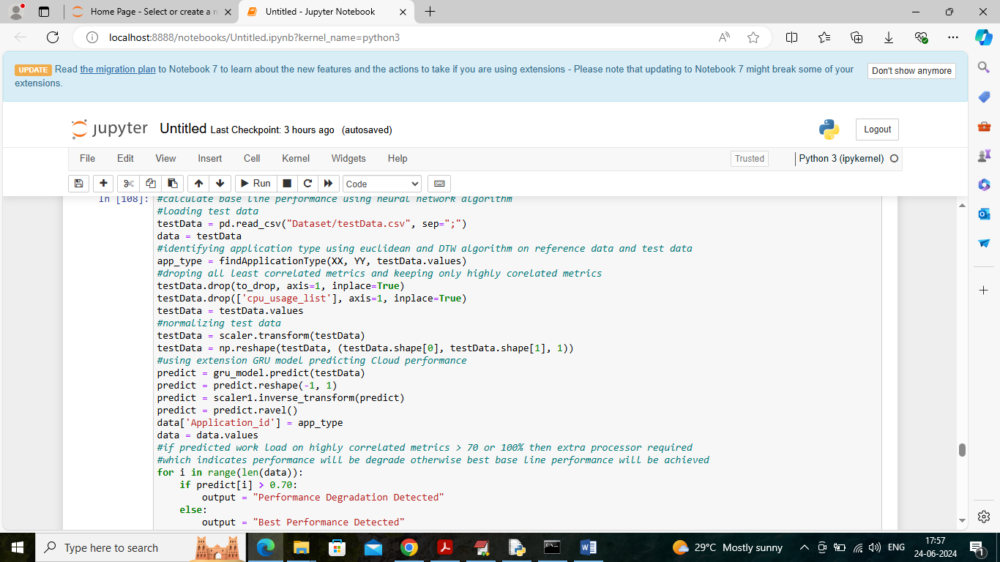 Home Page - Select or create a n
Untitled - Jupyter Notebook
localhost:8888/notebooks/Untitled.ipynb?kernel_name=python3
UPDATE Read the migration plan to Notebook 7 to learn about the new features and the actions to take if you are using extensions - Please note that updating to Notebook 7 might break some of your
extensions.
Don't show anymore
jupyter Untitled Last Checkpoint: 3 hours ago (autosaved)
Logout
File Edit View Insert Cell Kernel Widgets Help
Trusted
Python 3 (ipykernel)
Run
Code
In [108]: #calculate base line performance using neural network algorithm
#loading test data
testData = pd.read_csv("Dataset/testData.csv", sep=";")
data = testData
#identifying application type using euclidean and DTW algorithm on reference data and test data
app_type = findApplicationType(XX, YY, testData.values)
#droping all least correlated metrics and keeping only highly corelated metrics
testData.drop(to_drop, axis=1, inplace=True)
testData.drop(['cpu_usage_list'], axis=1, inplace=True)
testData = testData.values
#normalizing test data
testData = scaler.transform(testData)
testData = np.reshape(testData, (testData.shape[0], testData.shape[1], 1))
#using extension GRU model predicting Cloud performance
predict = gru_model.predict(testData)
predict = predict.reshape(-1, 1)
predict = scaler1.inverse_transform(predict)
predict = predict.ravel()
data['Application_id'] = app_type
data = data.values
#if predicted work load on highly correlated metrics > 70 or 100% then extra processor required
#which indicates performance will be degrade otherwise best base line performance will be achieved
for i in range(len(data)):
    if predict[i] > 0.70:
        output = "Performance Degradation Detected"
    else:
        output = "Best Performance Detected"
Type here to search
29°C Mostly sunny
ENG
17:57
24-06-2024
1